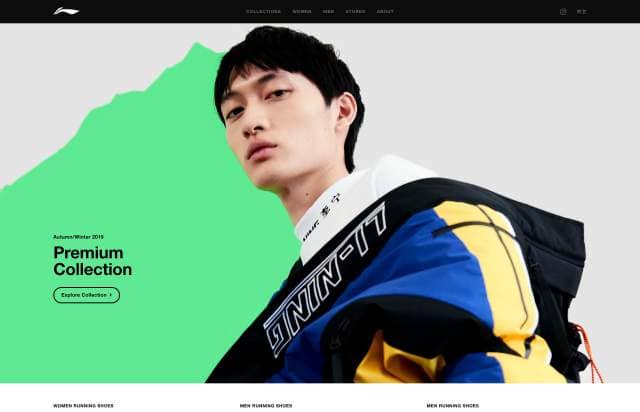 COLLECTIONS WOMEN MEN STORES ABOUT 中文
Autumn/Winter 2019
Premium
Collection
Explore Collection >
李宁
LI-NING
WOMEN RUNNING SHOES
MEN RUNNING SHOES
MEN RUNNING SHOES